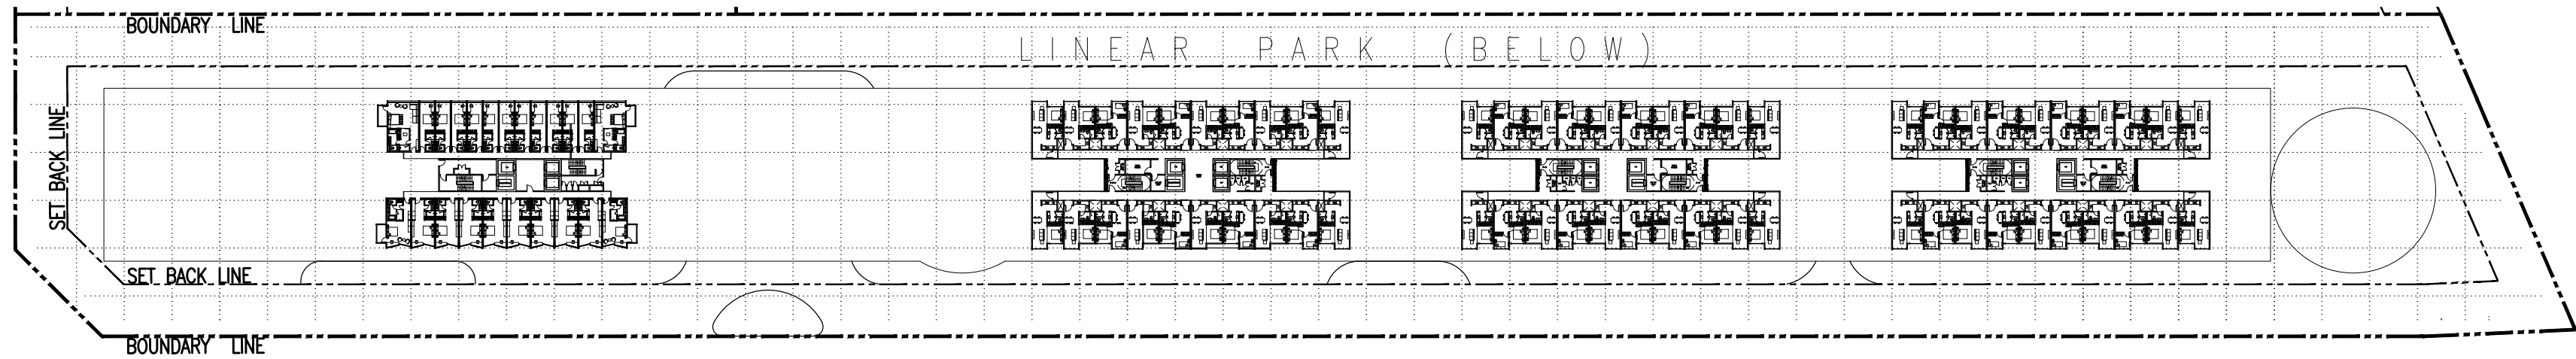 BOUNDARY LINE
LINEAR PARK (BELOW)
SET BACK LINE
SET BACK LINE
BOUNDARY LINE